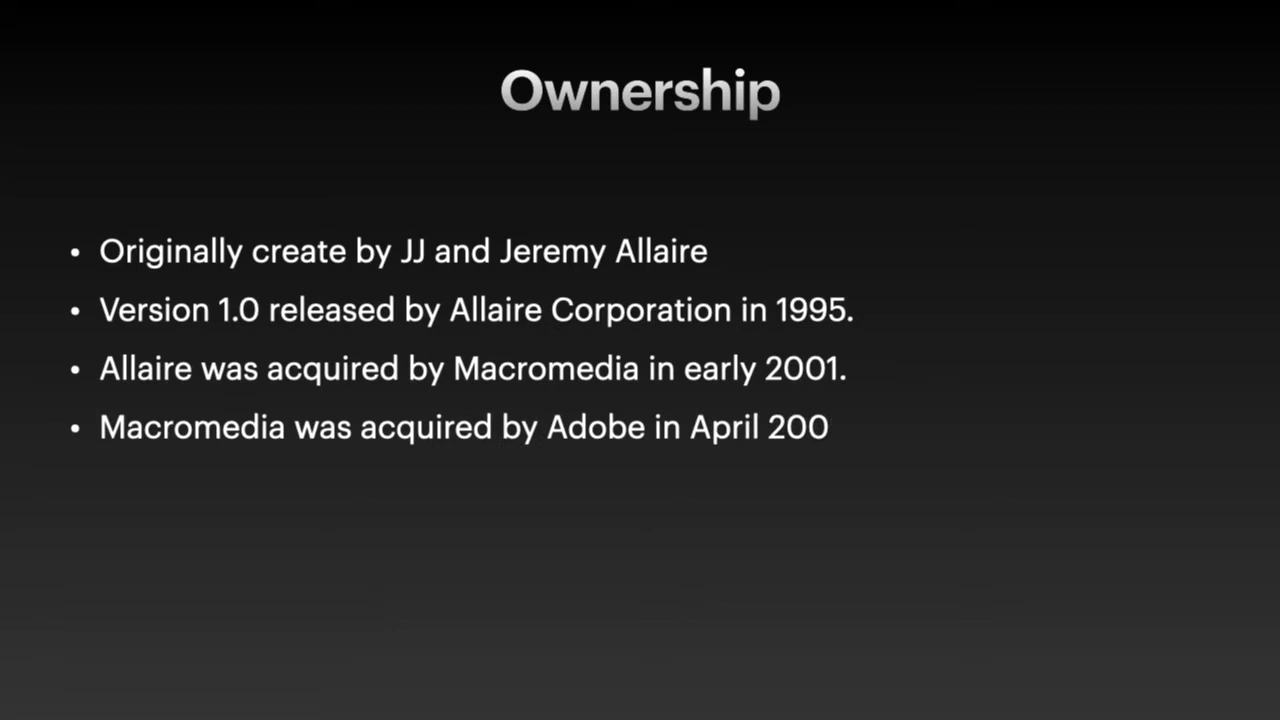 Ownership
• Originally create by JJ and Jeremy Allaire
• Version 1.0 released by Allaire Corporation in 1995.
• Allaire was acquired by Macromedia in early 2001.
• Macromedia was acquired by Adobe in April 200